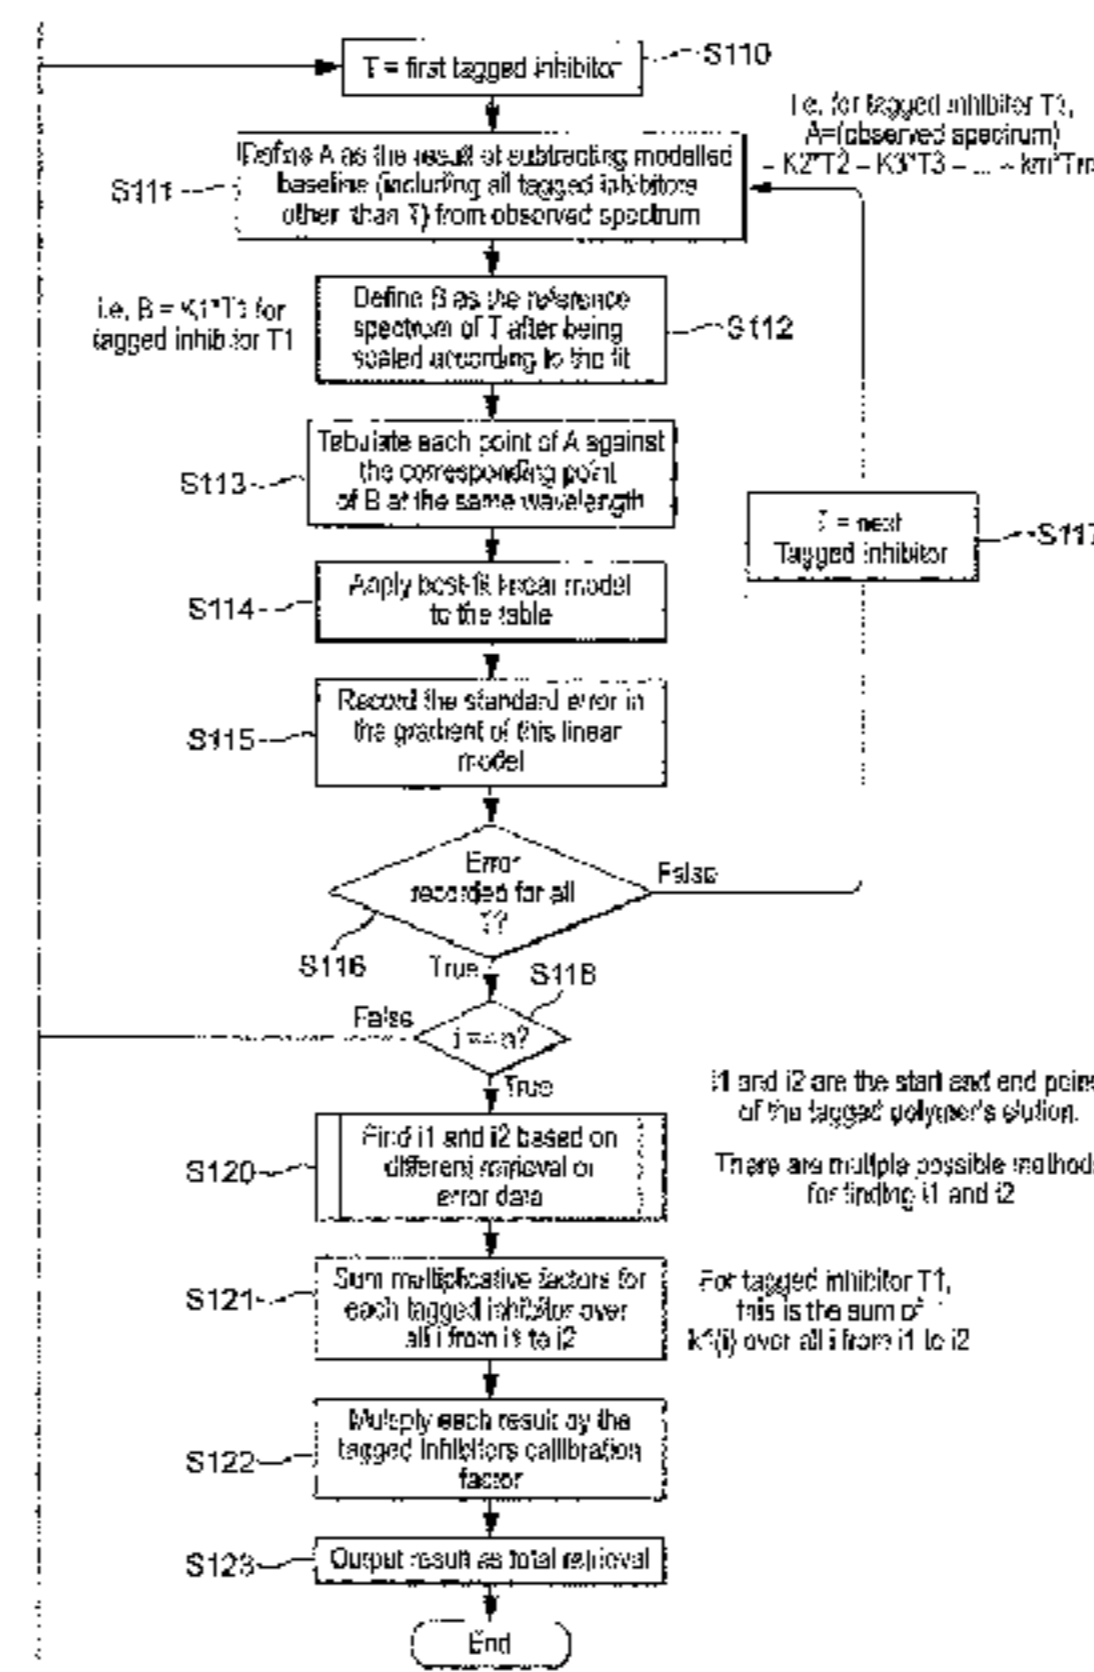 T = first tagged inhibitor
S110
i.e. for tagged inhibitor T1,
A=(observed spectrum)
- K2*T2 - K3*T3 - ... - km*Tm
Define A as the result of subtracting modelled
baseline (including all tagged inhibitors
other than T) from observed spectrum
S111
i.e. B = K1*T1 for
tagged inhibitor T1
Define B as the reference
spectrum of T after being
scaled according to the fit
S112
Tabulate each point of A against
the corresponding point
of B at the same wavelength
S113
T = next
Tagged inhibitor
S117
Apply best-fit linear model
to the table
S114
Record the standard error in
the gradient of this linear
model
S115
Error
recorded for all
T?
False
S116
True
S118
False
i == n?
True
i1 and i2 are the start and end point
of the tagged polymer's elution.
There are multiple possible methods
for finding i1 and i2
Find i1 and i2 based on
different retrieval or
error data
S120
Sum multiplicative factors for
each tagged inhibitor over
all i from i1 to i2
S121
For tagged inhibitor T1,
this is the sum of
k1(i) over all i from i1 to i2
Multiply each result by the
tagged inhibitors callibration
factor
S122
Output result as total retrieval
S123
End